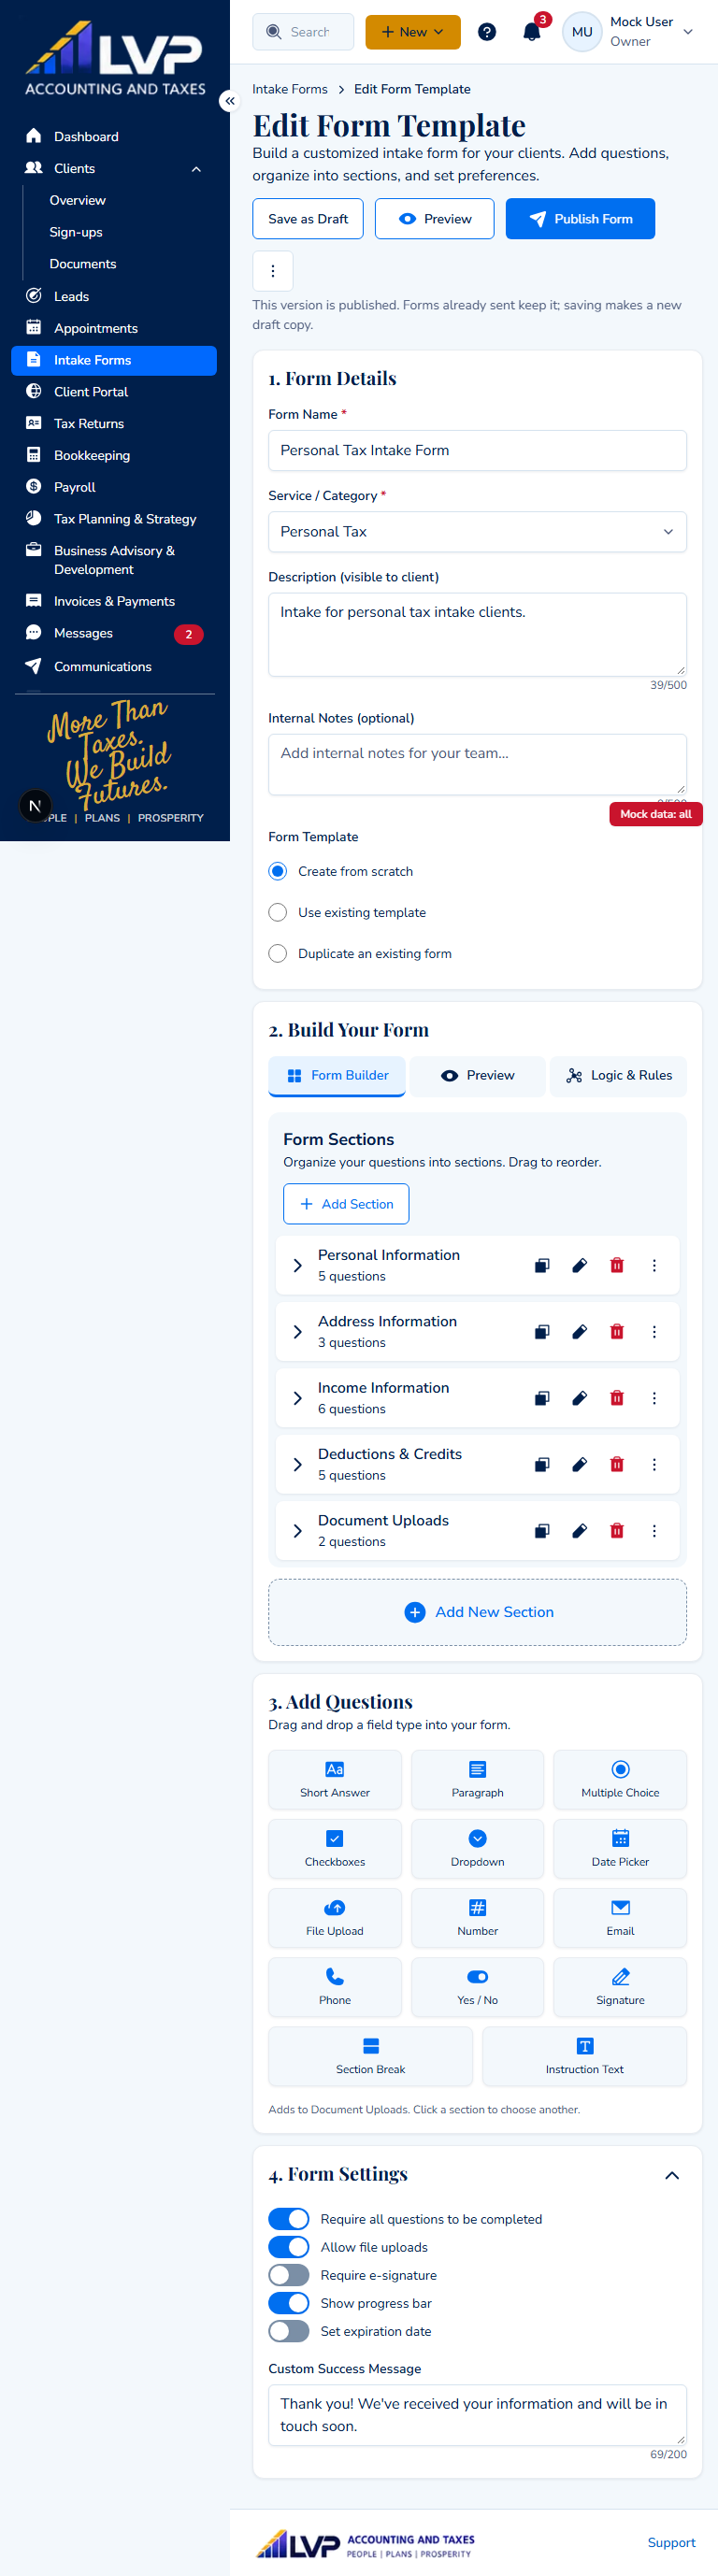 LVP
ACCOUNTING AND TAXES
Dashboard
Clients
Overview
Sign-ups
Documents
Leads
Appointments
Intake Forms
Client Portal
Tax Returns
Bookkeeping
Payroll
Tax Planning & Strategy
Business Advisory &
Development
Invoices & Payments
Messages
2
Communications
More Than
Taxes.
We Build
Futures.
N
PLE | PLANS | PROSPERITY
Search
New
3
MU
Mock User
Owner
Intake Forms > Edit Form Template
Edit Form Template
Build a customized intake form for your clients. Add questions,
organize into sections, and set preferences.
Save as Draft
Preview
Publish Form
This version is published. Forms already sent keep it; saving makes a new
draft copy.
1. Form Details
Form Name *
Personal Tax Intake Form
Service / Category *
Personal Tax
Description (visible to client)
Intake for personal tax intake clients.
39/500
Internal Notes (optional)
Add internal notes for your team...
Mock data: all
Form Template
Create from scratch
Use existing template
Duplicate an existing form
2. Build Your Form
Form Builder
Preview
Logic & Rules
Form Sections
Organize your questions into sections. Drag to reorder.
Add Section
Personal Information
5 questions
Address Information
3 questions
Income Information
6 questions
Deductions & Credits
5 questions
Document Uploads
2 questions
Add New Section
3. Add Questions
Drag and drop a field type into your form.
Aa
Short Answer
Paragraph
Multiple Choice
Checkboxes
Dropdown
Date Picker
File Upload
#
Number
Email
Phone
Yes / No
Signature
Section Break
T
Instruction Text
Adds to Document Uploads. Click a section to choose another.
4. Form Settings
Require all questions to be completed
Allow file uploads
Require e-signature
Show progress bar
Set expiration date
Custom Success Message
Thank you! We've received your information and will be in
touch soon.
69/200
LVP ACCOUNTING AND TAXES
PEOPLE | PLANS | PROSPERITY
Support